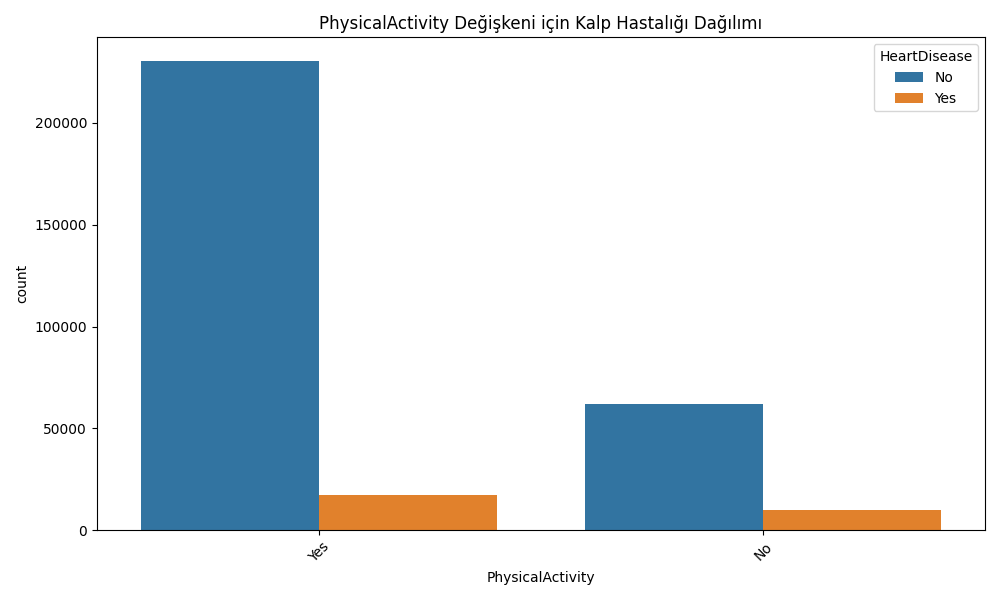 PhysicalActivity Değişkeni için Kalp Hastalığı Dağılımı
HeartDisease
No
Yes
200000
150000
100000
50000
0
count
Yes
No
PhysicalActivity